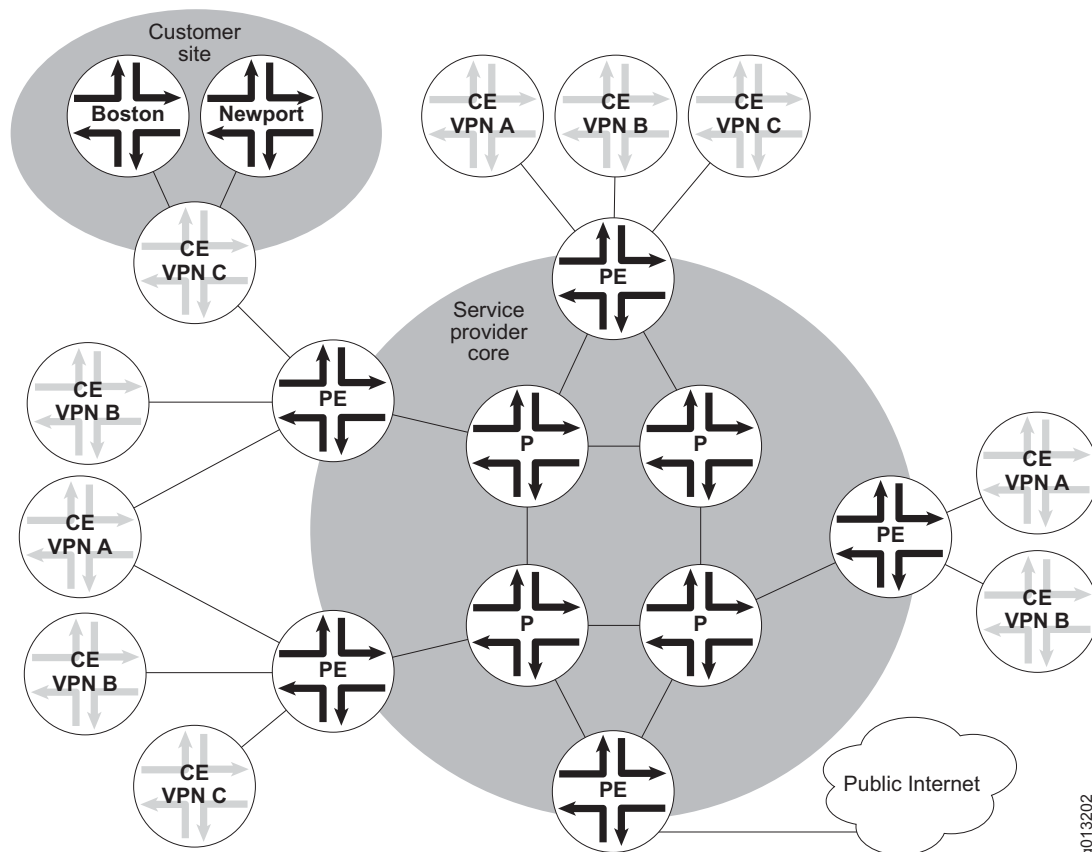 Customer
site
Boston
Newport
CE
VPN A
CE
VPN B
CE
VPN C
CE
VPN C
PE
Service
provider
core
CE
VPN B
PE
P
P
CE
VPN A
CE
VPN A
PE
CE
VPN B
P
P
CE
VPN B
PE
CE
VPN C
PE
Public Internet
g013202